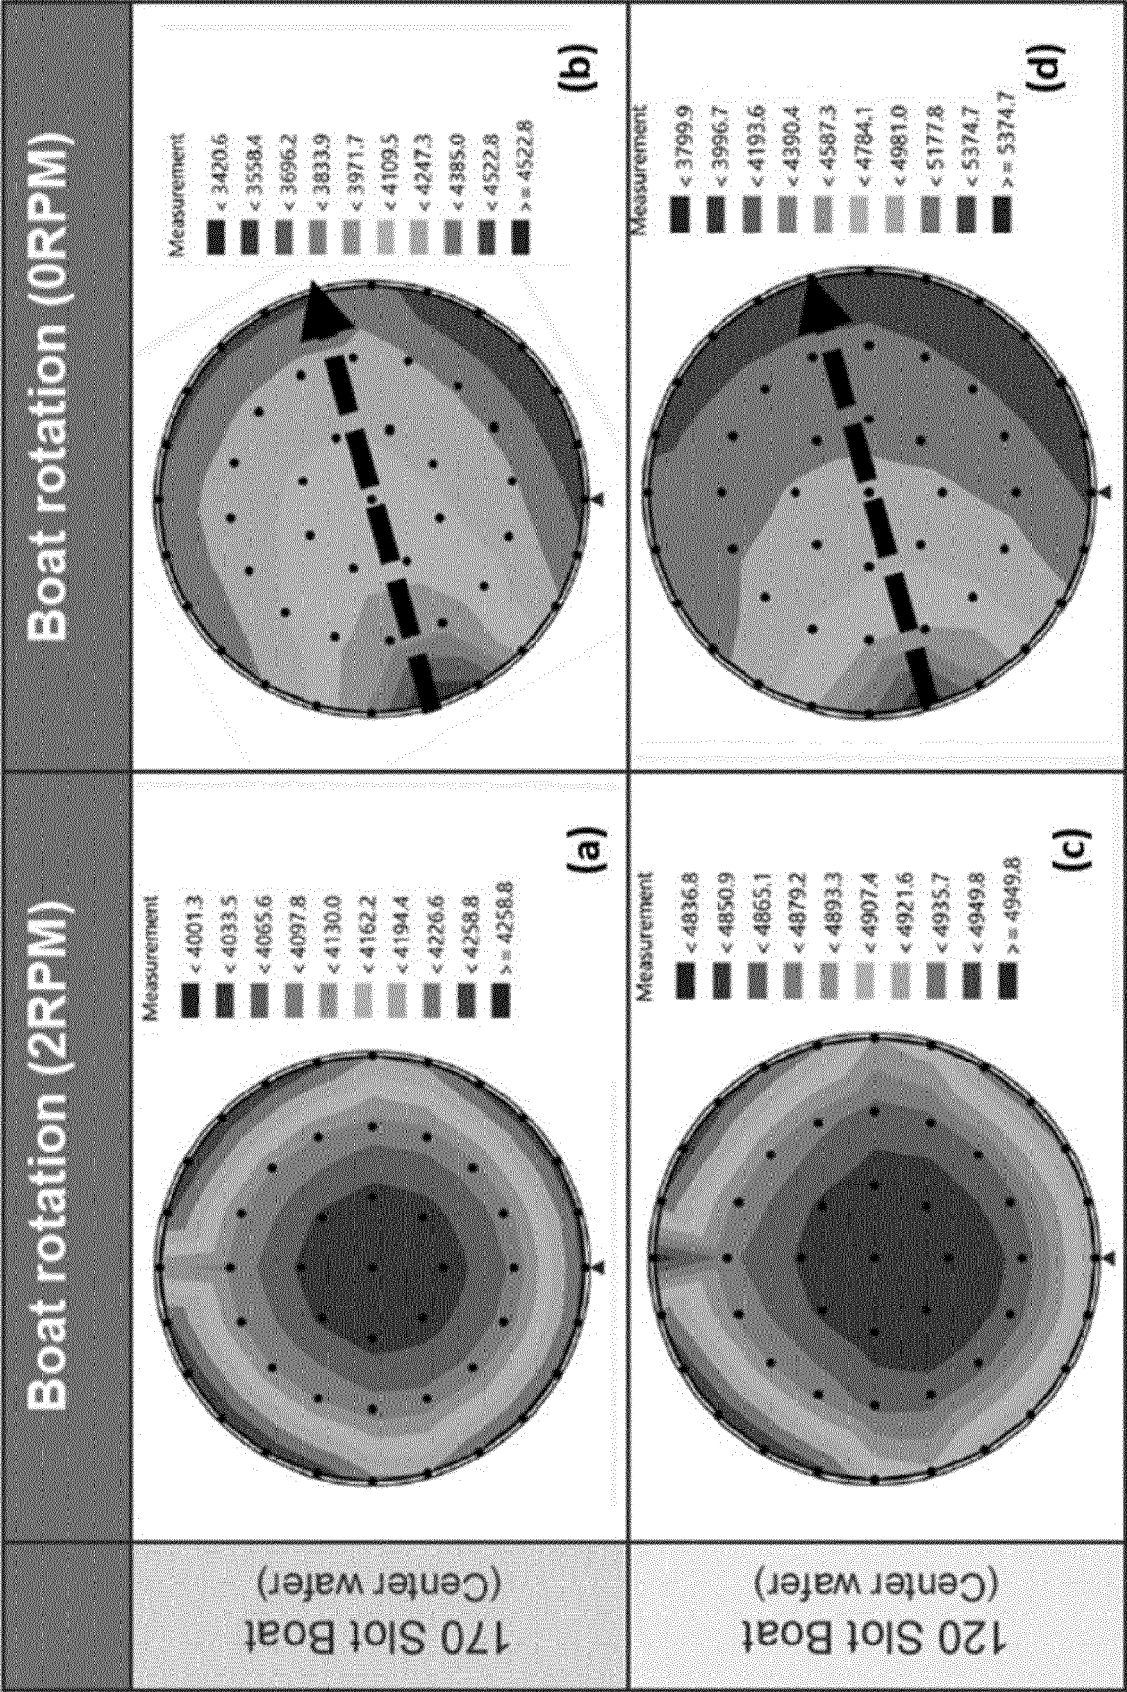 Boat rotation (2RPM)
Boat rotation (0RPM)
170 Slot Boat
(Center wafer)
Measurement
< 4001.3
< 4033.5
< 4065.6
< 4097.8
< 4130.0
< 4162.2
< 4194.4
< 4226.6
< 4258.8
>= 4258.8
(a)
Measurement
< 3420.6
< 3558.4
< 3696.2
< 3833.9
< 3971.7
< 4109.5
< 4247.3
< 4385.0
< 4522.8
>= 4522.8
(b)
120 Slot Boat
(Center wafer)
Measurement
< 4836.8
< 4850.9
< 4865.1
< 4879.2
< 4893.3
< 4907.4
< 4921.6
< 4935.7
< 4949.8
>= 4949.8
(c)
Measurement
< 3799.9
< 3996.7
< 4193.6
< 4390.4
< 4587.3
< 4784.1
< 4981.0
< 5177.8
< 5374.7
>= 5374.7
(d)